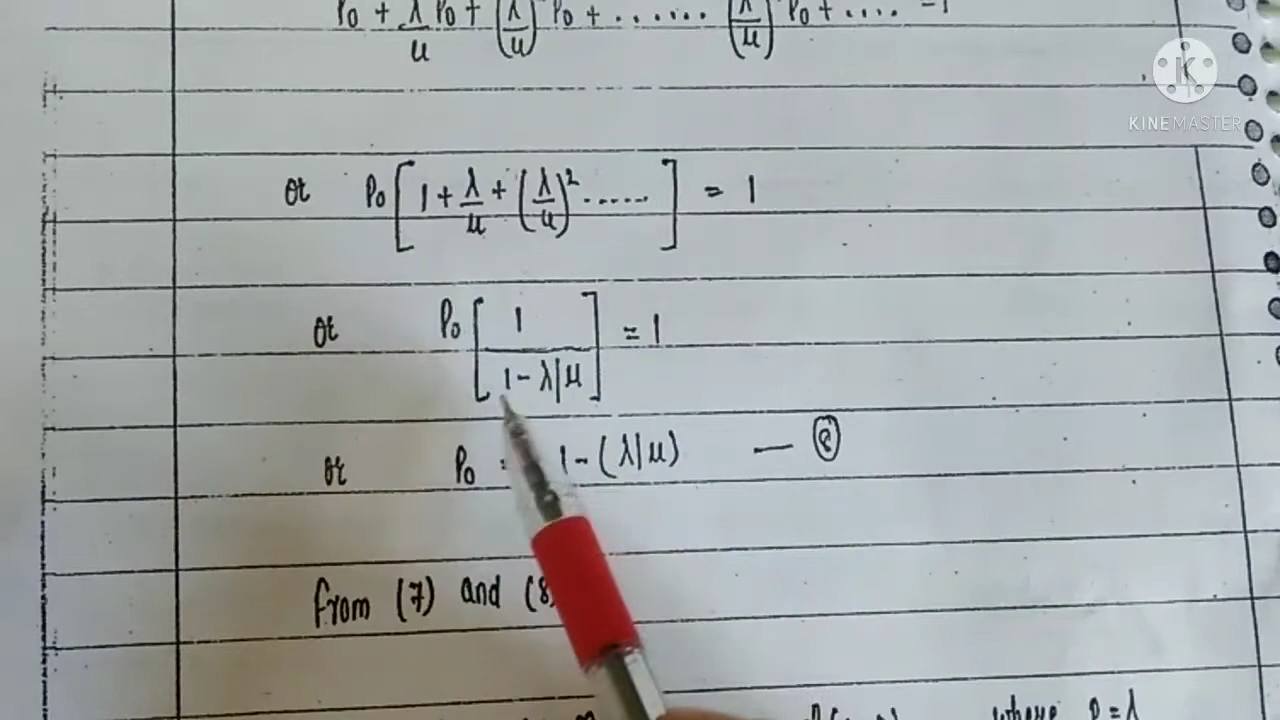 P₀ + λ/μ P₀ + (λ/μ) P₀ + ...... (λ/μ) P₀ + .... = 1
KINEMASTER
or P₀ [ 1 + λ/μ + (λ/μ)² ..... ] = 1
or P₀ [ 1 / 1 - λ|μ ] = 1
or P₀ = 1 - (λ|μ) — ⑧
from (7) and (8)
where ρ = λ